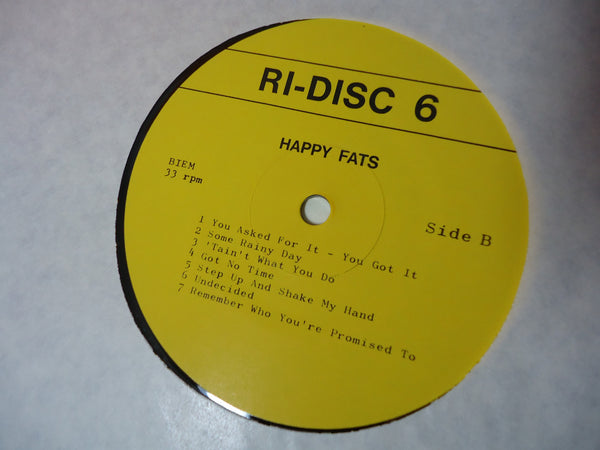 RI-DISC 6
HAPPY FATS
BIEM
33 rpm
Side B
1 You Asked For It - You Got It
2 Some Rainy Day
3 'Tain't What You Do
4 Got No Time
5 Step Up And Shake My Hand
6 Undecided
7 Remember Who You're Promised To